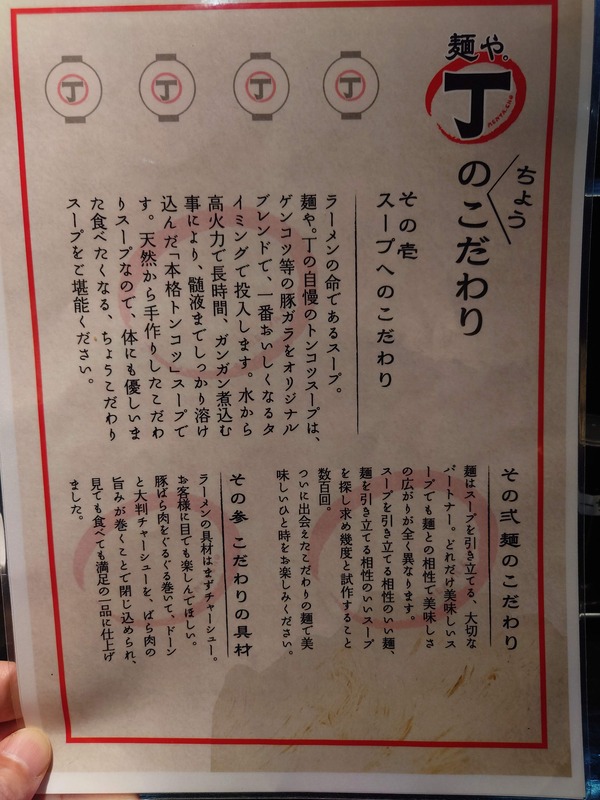 麺や。
丁
MENYA.CHO
のこだわり
ちょう
丁
丁
丁
丁
その壱
スープへのこだわり
ラーメンの命であるスープ。
麺や。丁の自慢のトンコツスープは、
ゲンコツ等の豚ガラをオリジナル
ブレンドで、一番おいしくなるタ
イミングで投入します。水から
高火力で長時間、ガンガン煮込む
事により、髄液までしっかり溶け
込んだ「本格トンコツ」スープで
す。天然から手作りしたこだわ
りスープなので、体にも優しいま
た食べたくなる、ちょうこだわり
スープをご堪能ください。
その弐 麺のこだわり
麺はスープを引き立てる、大切な
パートナー。どれだけ美味しいス
ープでも麺との相性で美味しさ
の広がりが全く異なります。
スープを引き立てる相性のいい麺、
麺を引き立てる相性のいいスープ
を探し求め幾度と試作すること
数百回。
ついに出会えたこだわりの麺で美
味しいひと時をお楽しみください。
その参 こだわりの具材
ラーメンの具材はまずチャーシュー。
お客様に目でも楽しんでほしい。
豚ばら肉をぐるぐる巻いて、ドーン
と大判チャーシューを、ばら肉の
旨みが巻くことで閉じ込められ、
見ても食べても満足の一品に仕上げ
ました。